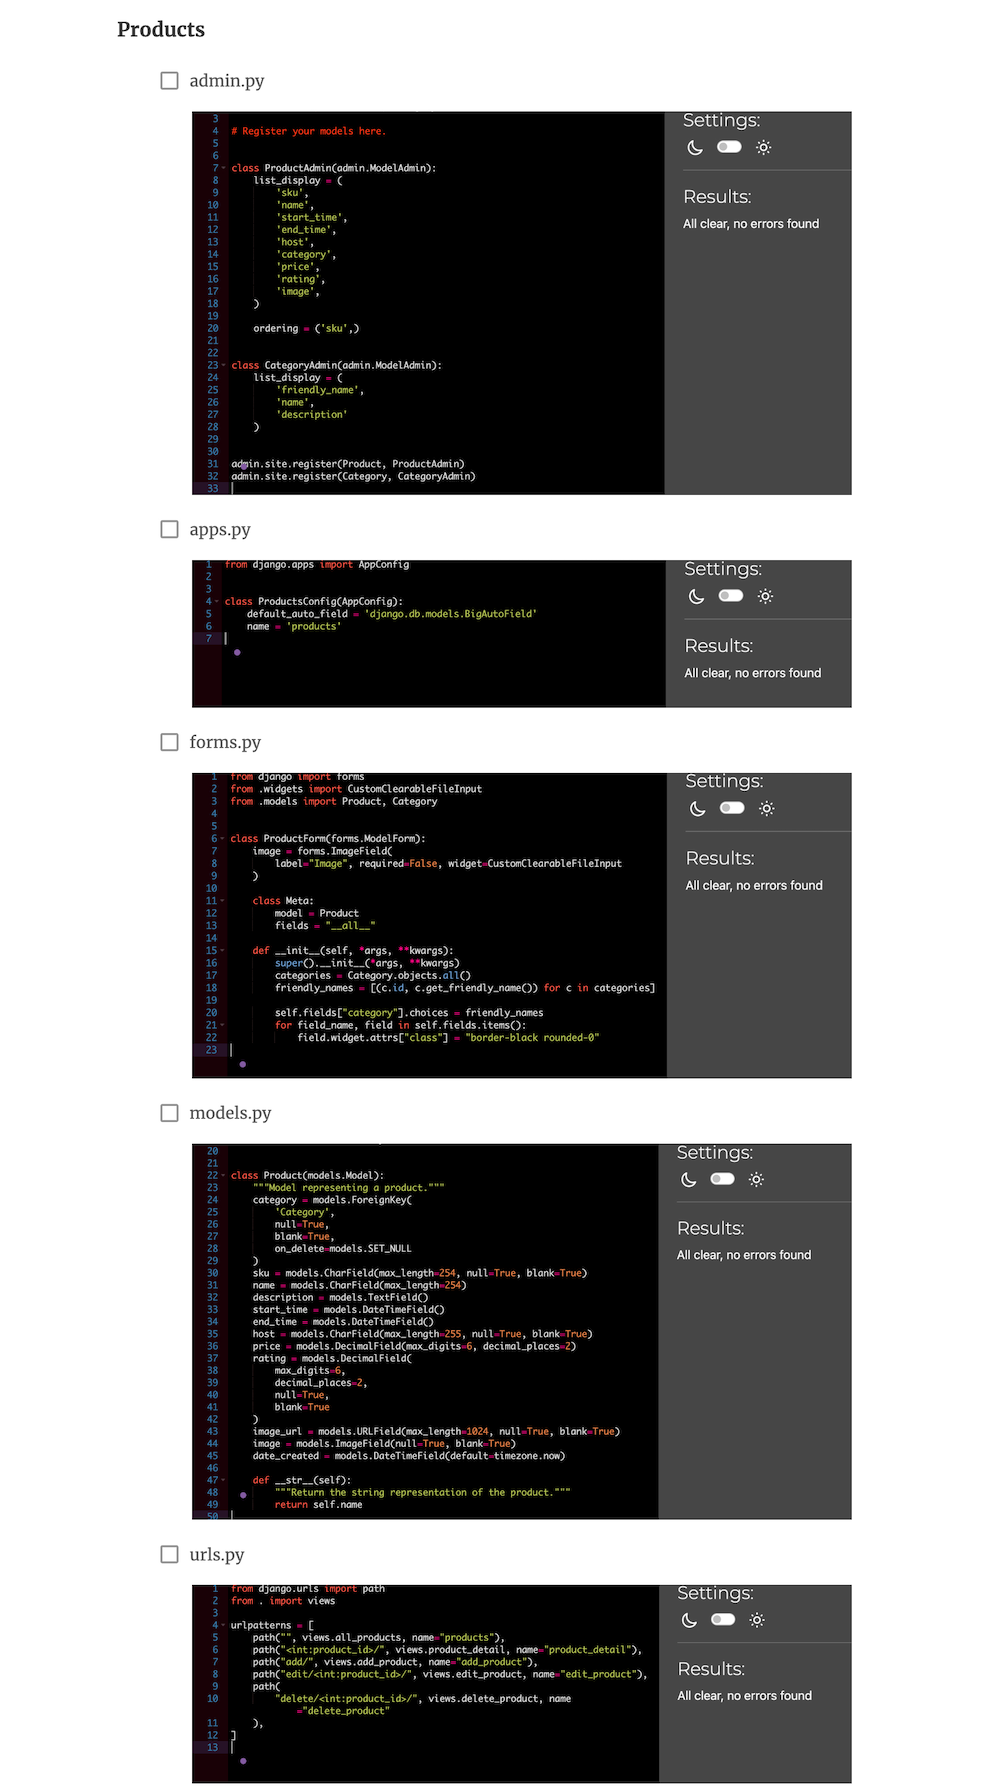 Products
admin.py
3
4 # Register your models here.
5
6
7 class ProductAdmin(admin.ModelAdmin):
8 list_display = (
9 'sku',
10 'name',
11 'start_time',
12 'end_time',
13 'host',
14 'category',
15 'price',
16 'rating',
17 'image',
18 )
19
20 ordering = ('sku',)
21
22
23 class CategoryAdmin(admin.ModelAdmin):
24 list_display = (
25 'friendly_name',
26 'name',
27 'description'
28 )
29
30
31 admin.site.register(Product, ProductAdmin)
32 admin.site.register(Category, CategoryAdmin)
33
Settings:
Results:
All clear, no errors found
apps.py
1 from django.apps import AppConfig
2
3
4 class ProductsConfig(AppConfig):
5 default_auto_field = 'django.db.models.BigAutoField'
6 name = 'products'
7
Settings:
Results:
All clear, no errors found
forms.py
1 from django import forms
2 from .widgets import CustomClearableFileInput
3 from .models import Product, Category
4
5
6 class ProductForm(forms.ModelForm):
7 image = forms.ImageField(
8 label="Image", required=False, widget=CustomClearableFileInput
9 )
10
11 class Meta:
12 model = Product
13 fields = "__all__"
14
15 def __init__(self, *args, **kwargs):
16 super().__init__(*args, **kwargs)
17 categories = Category.objects.all()
18 friendly_names = [(c.id, c.get_friendly_name()) for c in categories]
19
20 self.fields["category"].choices = friendly_names
21 for field_name, field in self.fields.items():
22 field.widget.attrs["class"] = "border-black rounded-0"
23
Settings:
Results:
All clear, no errors found
models.py
20
21
22 class Product(models.Model):
23 """Model representing a product."""
24 category = models.ForeignKey(
25 'Category',
26 null=True,
27 blank=True,
28 on_delete=models.SET_NULL
29 )
30 sku = models.CharField(max_length=254, null=True, blank=True)
31 name = models.CharField(max_length=254)
32 description = models.TextField()
33 start_time = models.DateTimeField()
34 end_time = models.DateTimeField()
35 host = models.CharField(max_length=255, null=True, blank=True)
36 price = models.DecimalField(max_digits=6, decimal_places=2)
37 rating = models.DecimalField(
38 max_digits=6,
39 decimal_places=2,
40 null=True,
41 blank=True
42 )
43 image_url = models.URLField(max_length=1024, null=True, blank=True)
44 image = models.ImageField(null=True, blank=True)
45 date_created = models.DateTimeField(default=timezone.now)
46
47 def __str__(self):
48 """Return the string representation of the product."""
49 return self.name
50
Settings:
Results:
All clear, no errors found
urls.py
1 from django.urls import path
2 from . import views
3
4 urlpatterns = [
5 path("", views.all_products, name="products"),
6 path("<int:product_id>/", views.product_detail, name="product_detail"),
7 path("add/", views.add_product, name="add_product"),
8 path("edit/<int:product_id>/", views.edit_product, name="edit_product"),
9 path(
10 "delete/<int:product_id>/", views.delete_product, name
="delete_product"
11 ),
12 ]
13
Settings:
Results:
All clear, no errors found